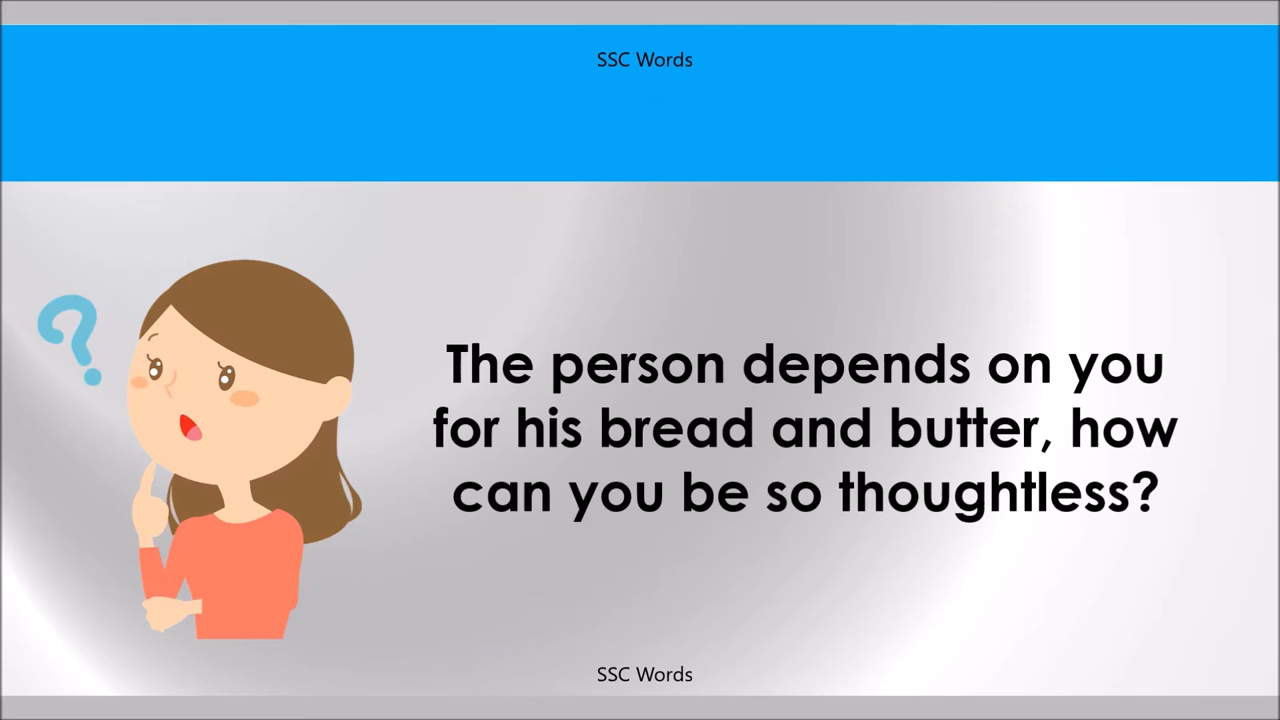 SSC Words
The person depends on you
for his bread and butter, how
can you be so thoughtless?
SSC Words